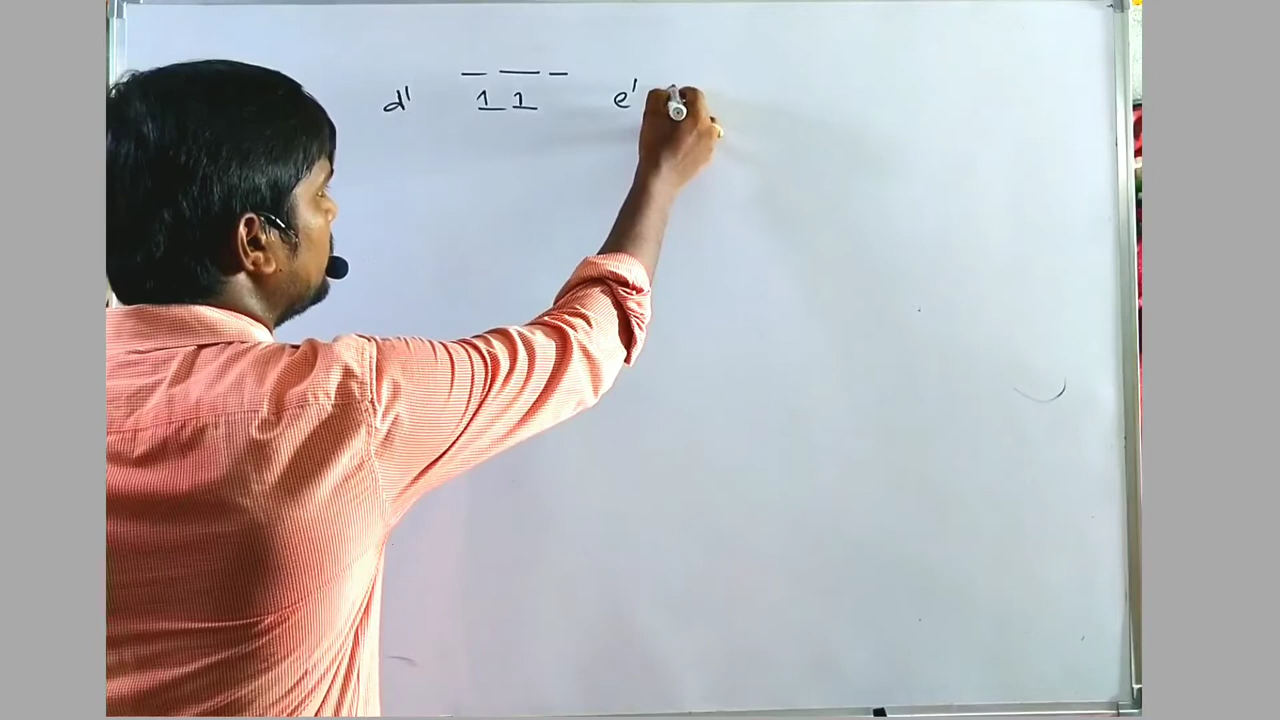 _ _ _
d' 1 1 e'